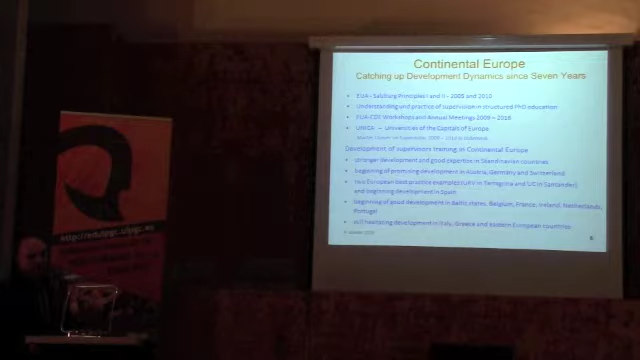 Continental Europe
Catching up Development Dynamics since Seven Years
EUA – Salzburg Principles I and II – 2005 and 2010
Understanding und practice of supervision in structured PhD education
EUA-CDE Workshops and Annual Meetings 2009 – 2016
UNICA – Universities of the Capitals of Europe
Development of supervisors training in Continental Europe
stronger development and good expertise in Skandinavian countries
beginning of promising development in Austria, Germany and Switzerland
two European best practice examples (URV in Tarragona and UC in Santander) and beginning development in Spain
beginning of good development in Baltic states, Belgium, France, Ireland, Netherlands, Portugal
still hesitating development in Italy, Greece and Eastern European countries